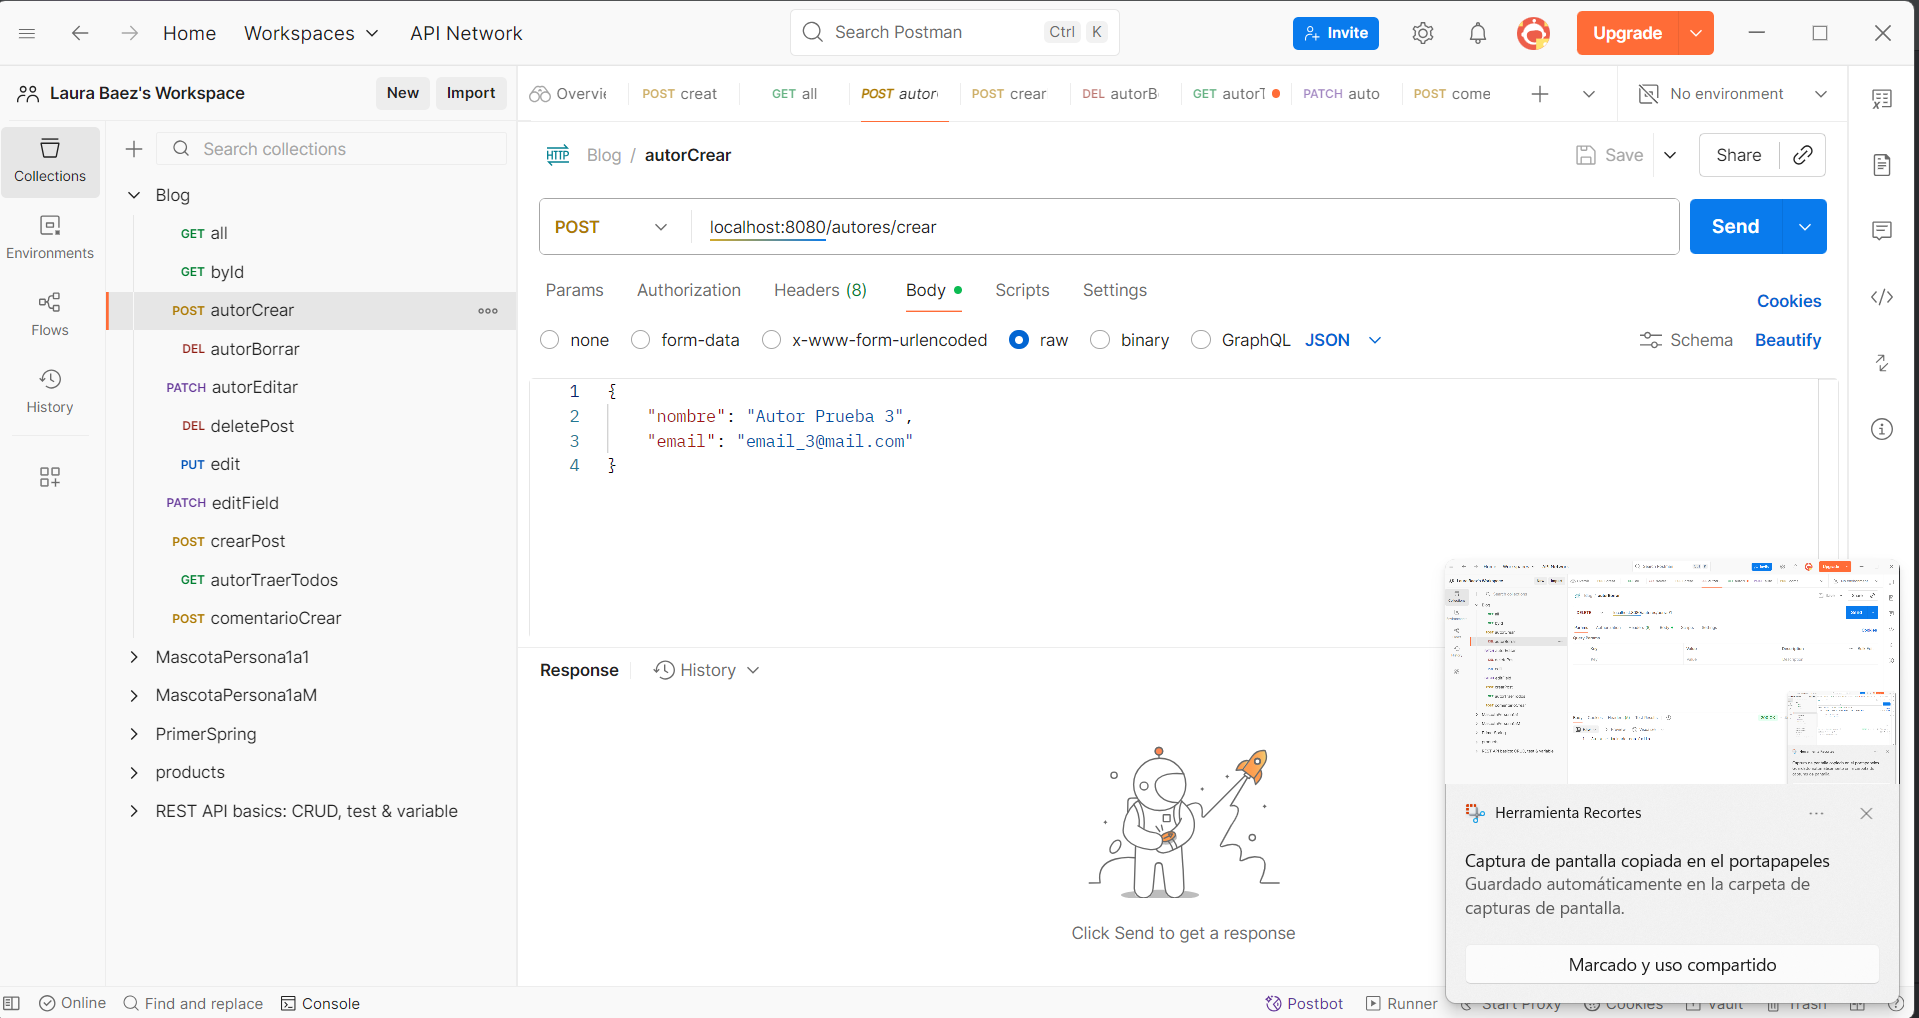 Home
Workspaces
API Network
Search Postman
Ctrl K
Invite
Upgrade
Laura Baez's Workspace
New
Import
Overvi
POST creat
GET all
POST autor
POST crear
DEL autorB
GET autorT
PATCH auto
POST come
No environment
Collections
Search collections
Blog / autorCrear
Save
Share
Environments
Flows
History
Blog
GET all
GET byId
POST autorCrear
DEL autorBorrar
PATCH autorEditar
DEL deletePost
PUT edit
PATCH editField
POST crearPost
GET autorTraerTodos
POST comentarioCrear
MascotaPersona1a1
MascotaPersona1aM
PrimerSpring
products
REST API basics: CRUD, test & variable
POST
localhost:8080/autores/crear
Send
Params
Authorization
Headers (8)
Body
Scripts
Settings
Cookies
none
form-data
x-www-form-urlencoded
raw
binary
GraphQL
JSON
Schema
Beautify
1 {
2 "nombre": "Autor Prueba 3",
3 "email": "email_3@mail.com"
4 }
Response
History
Click Send to get a response
Herramienta Recortes
Captura de pantalla copiada en el portapapeles
Guardado automáticamente en la carpeta de
capturas de pantalla.
Marcado y uso compartido
Online
Find and replace
Console
Postbot
Runner
Start Proxy
Cookies
Vault
Trash